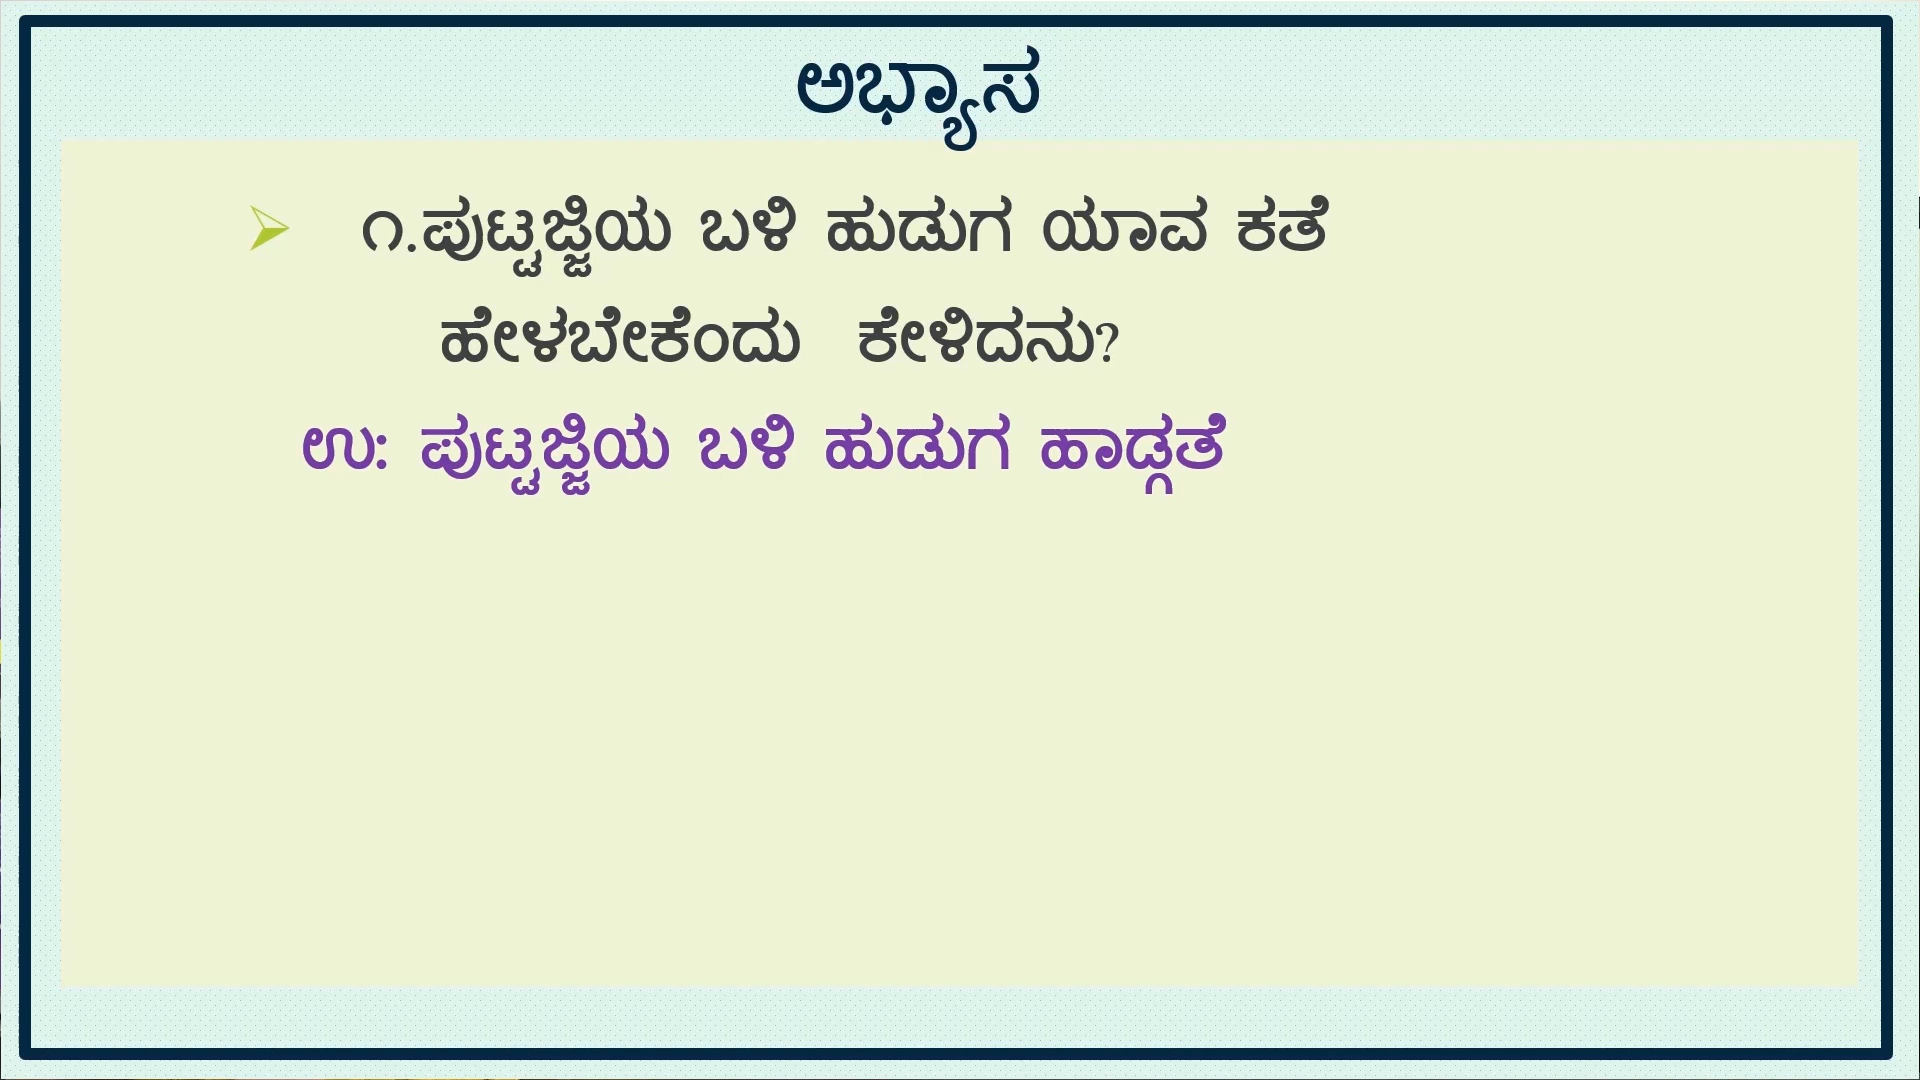 ಅಭ್ಯಾಸ
೧.ಪುಟ್ಟಜ್ಜಿಯ ಬಳಿ ಹುಡುಗ ಯಾವ ಕತೆ
ಹೇಳಬೇಕೆಂದು ಕೇಳಿದನು?
ಉ: ಪುಟ್ಟಜ್ಜಿಯ ಬಳಿ ಹುಡುಗ ಹಾಡ್ಗತೆ